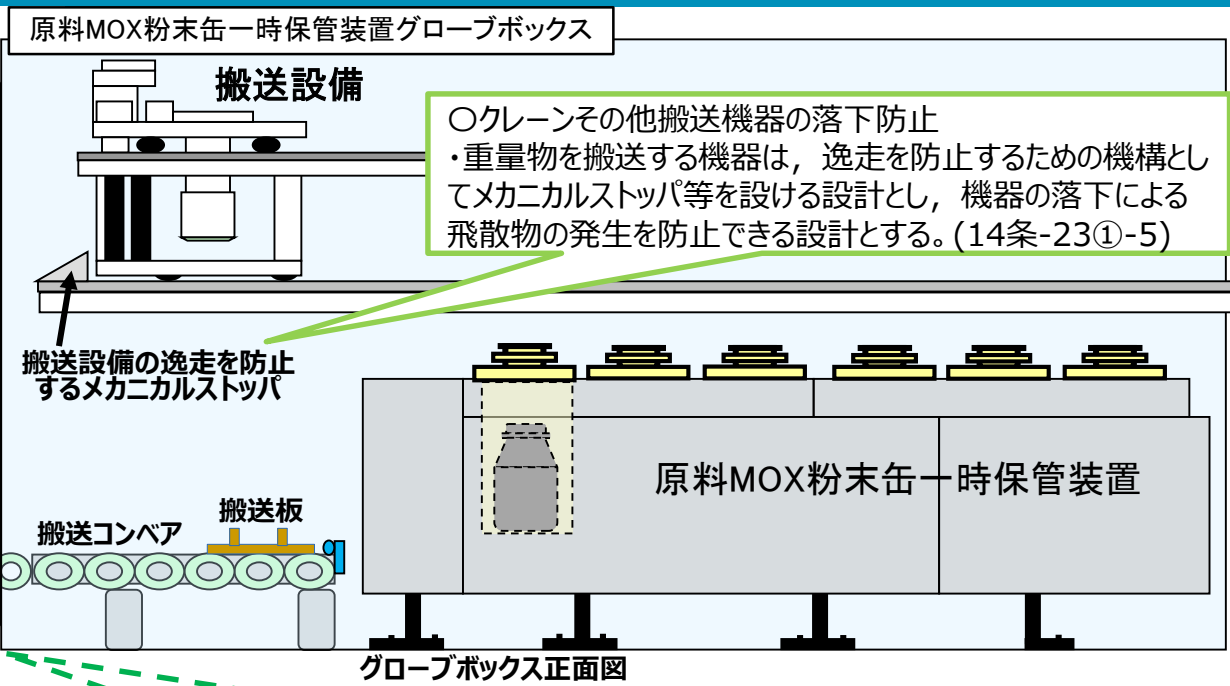 原料MOX粉末缶一時保管装置グローブボックス
搬送設備
〇クレーンその他搬送機器の落下防止
・重量物を搬送する機器は，逸走を防止するための機構とし
てメカニカルストッパ等を設ける設計とし，機器の落下による
飛散物の発生を防止できる設計とする。(14条-23①-5)
搬送設備の逸走を防止
するメカニカルストッパ
原料MOX粉末缶一時保管装置
搬送板
搬送コンベア
グローブボックス正面図